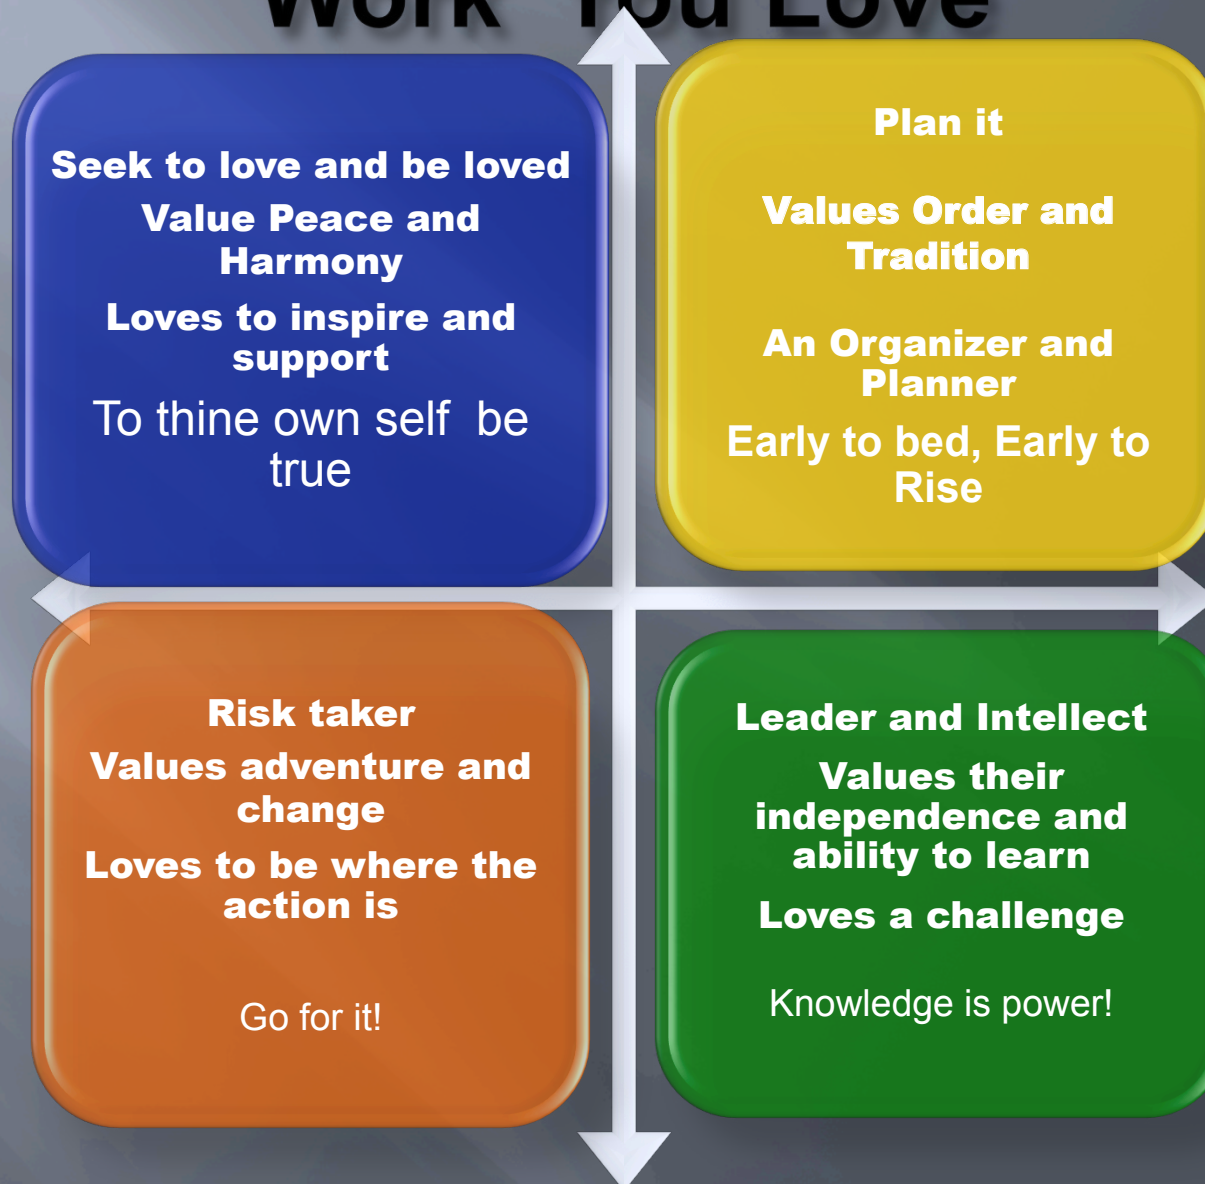 Work You Love
Seek to love and be loved
Value Peace and
Harmony
Loves to inspire and
support
To thine own self  be
true
Plan it
Values Order and
Tradition
An Organizer and
Planner
Early to bed, Early to
Rise
Risk taker
Values adventure and
change
Loves to be where the
action is
Go for it!
Leader and Intellect
Values their
independence and
ability to learn
Loves a challenge
Knowledge is power!